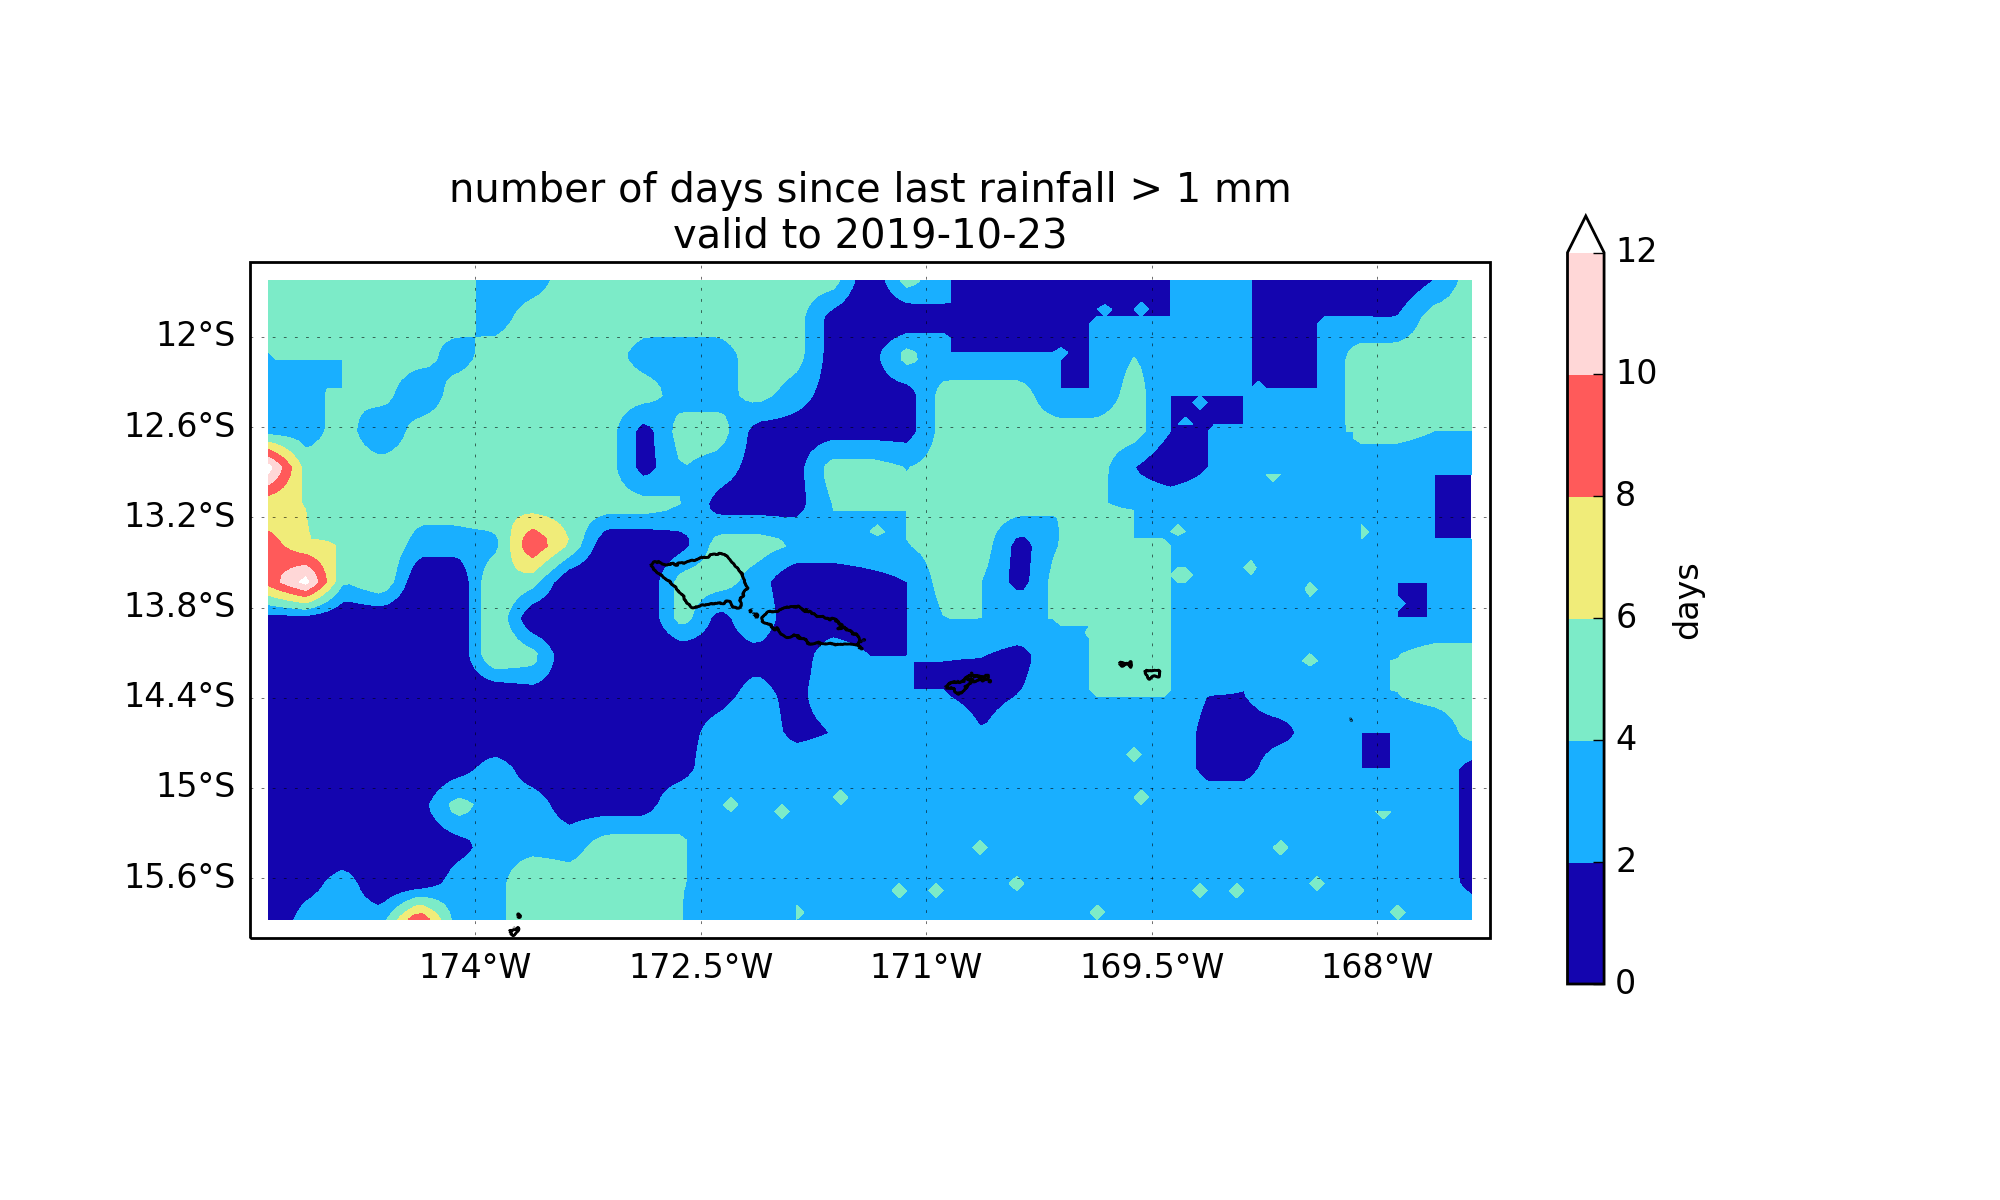 number of days since last rainfall > 1 mm
valid to 2019-10-23
12°S
12.6°S
13.2°S
13.8°S
14.4°S
15°S
15.6°S
174°W 172.5°W 171°W 169.5°W 168°W
12
10
8
6
4
2
0
days